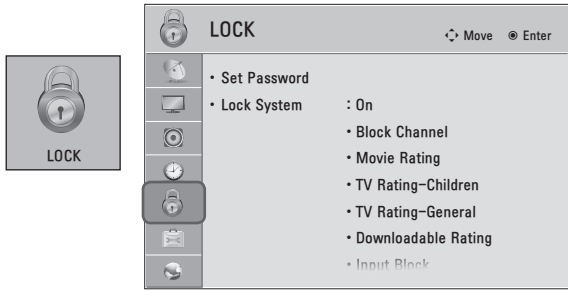 LOCK
LOCK
Move Enter
• Set Password
• Lock System : On
• Block Channel
• Movie Rating
• TV Rating-Children
• TV Rating-General
• Downloadable Rating
• Input Block